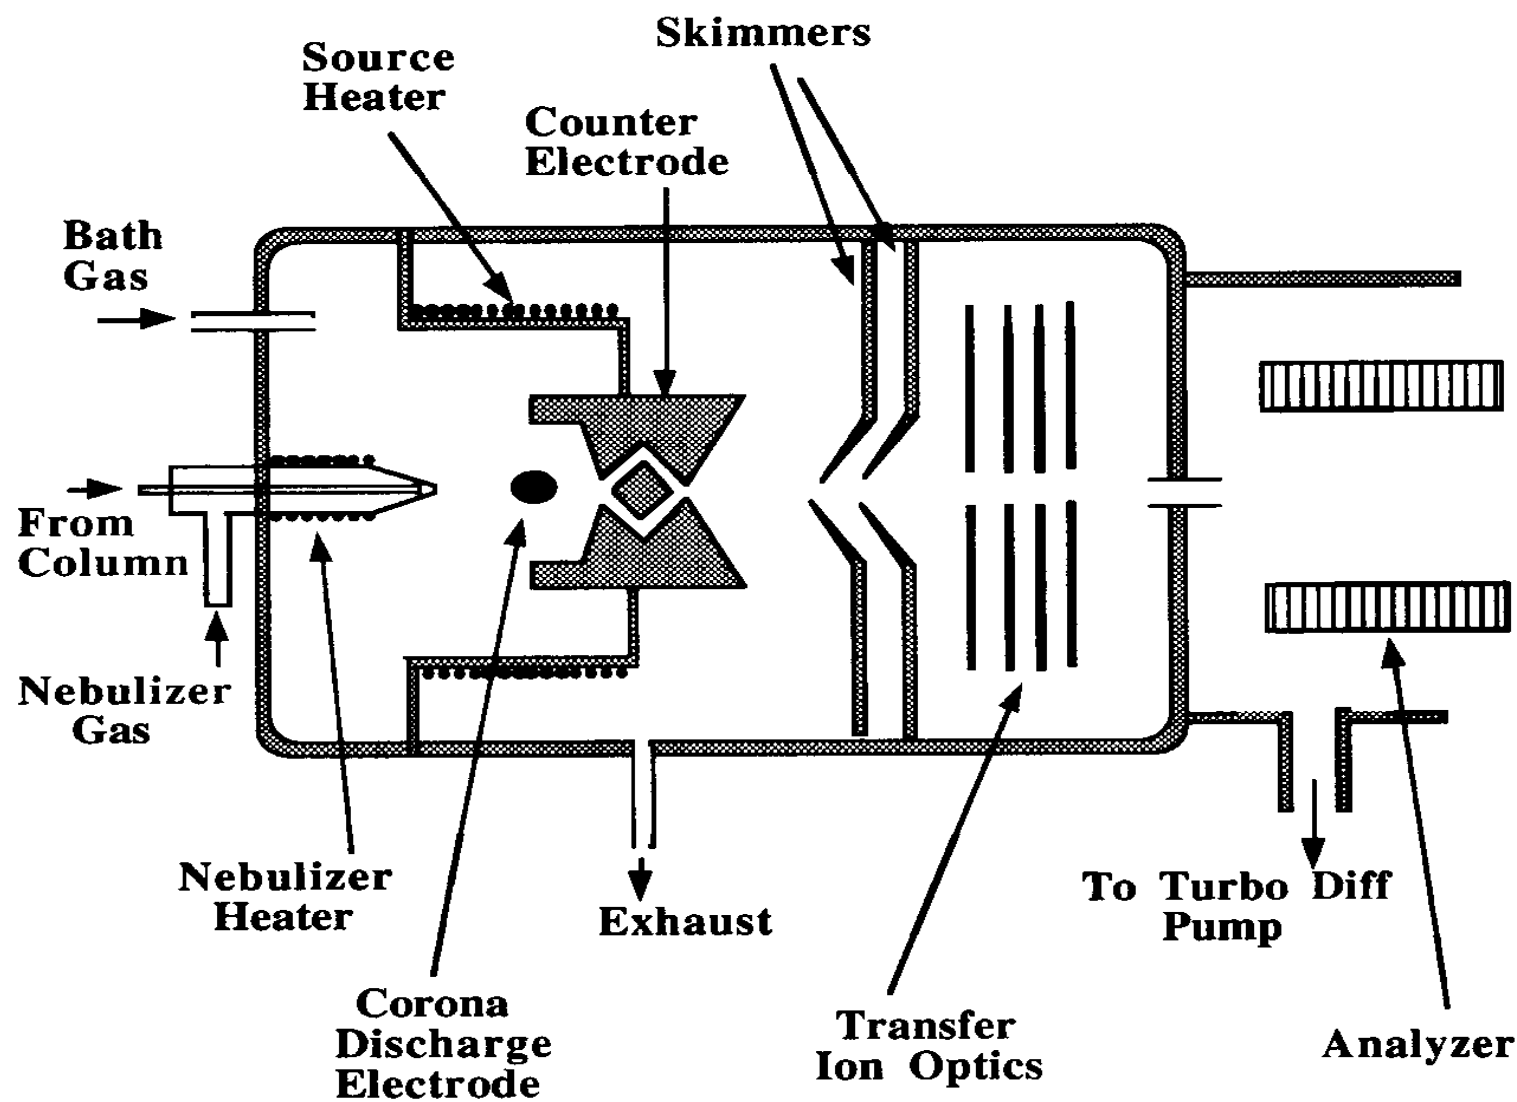 Skimmers
Source
Heater
Counter
Electrode
Bath
Gas
From
Column
Nebulizer
Gas
Nebulizer
Heater
Exhaust
To Turbo Diff
Pump
Corona
Discharge
Electrode
Transfer
Ion Optics
Analyzer